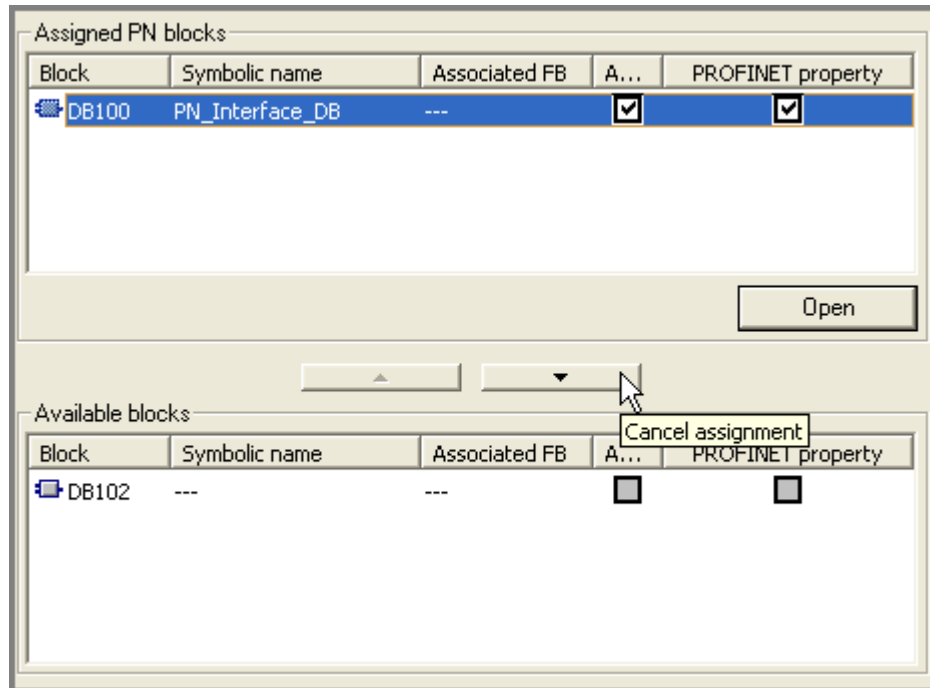 Assigned PN blocks
Block Symbolic name Associated FB A... PROFINET property
DB100 PN_Interface_DB ---
Open
Available blocks
Cancel assignment
Block Symbolic name Associated FB A... PROFINET property
DB102 --- ---